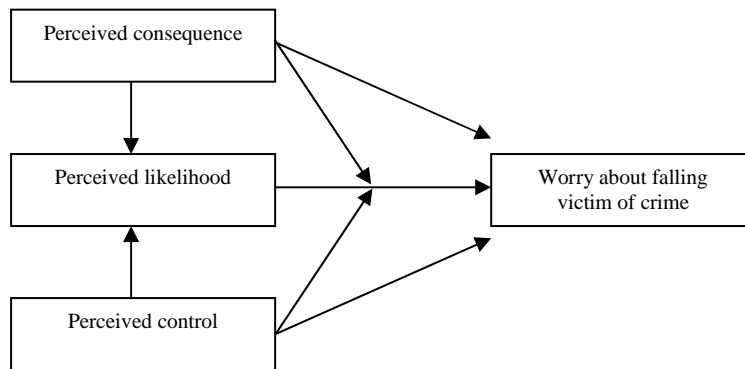 Perceived consequence
Perceived likelihood
Worry about falling
victim of crime
Perceived control